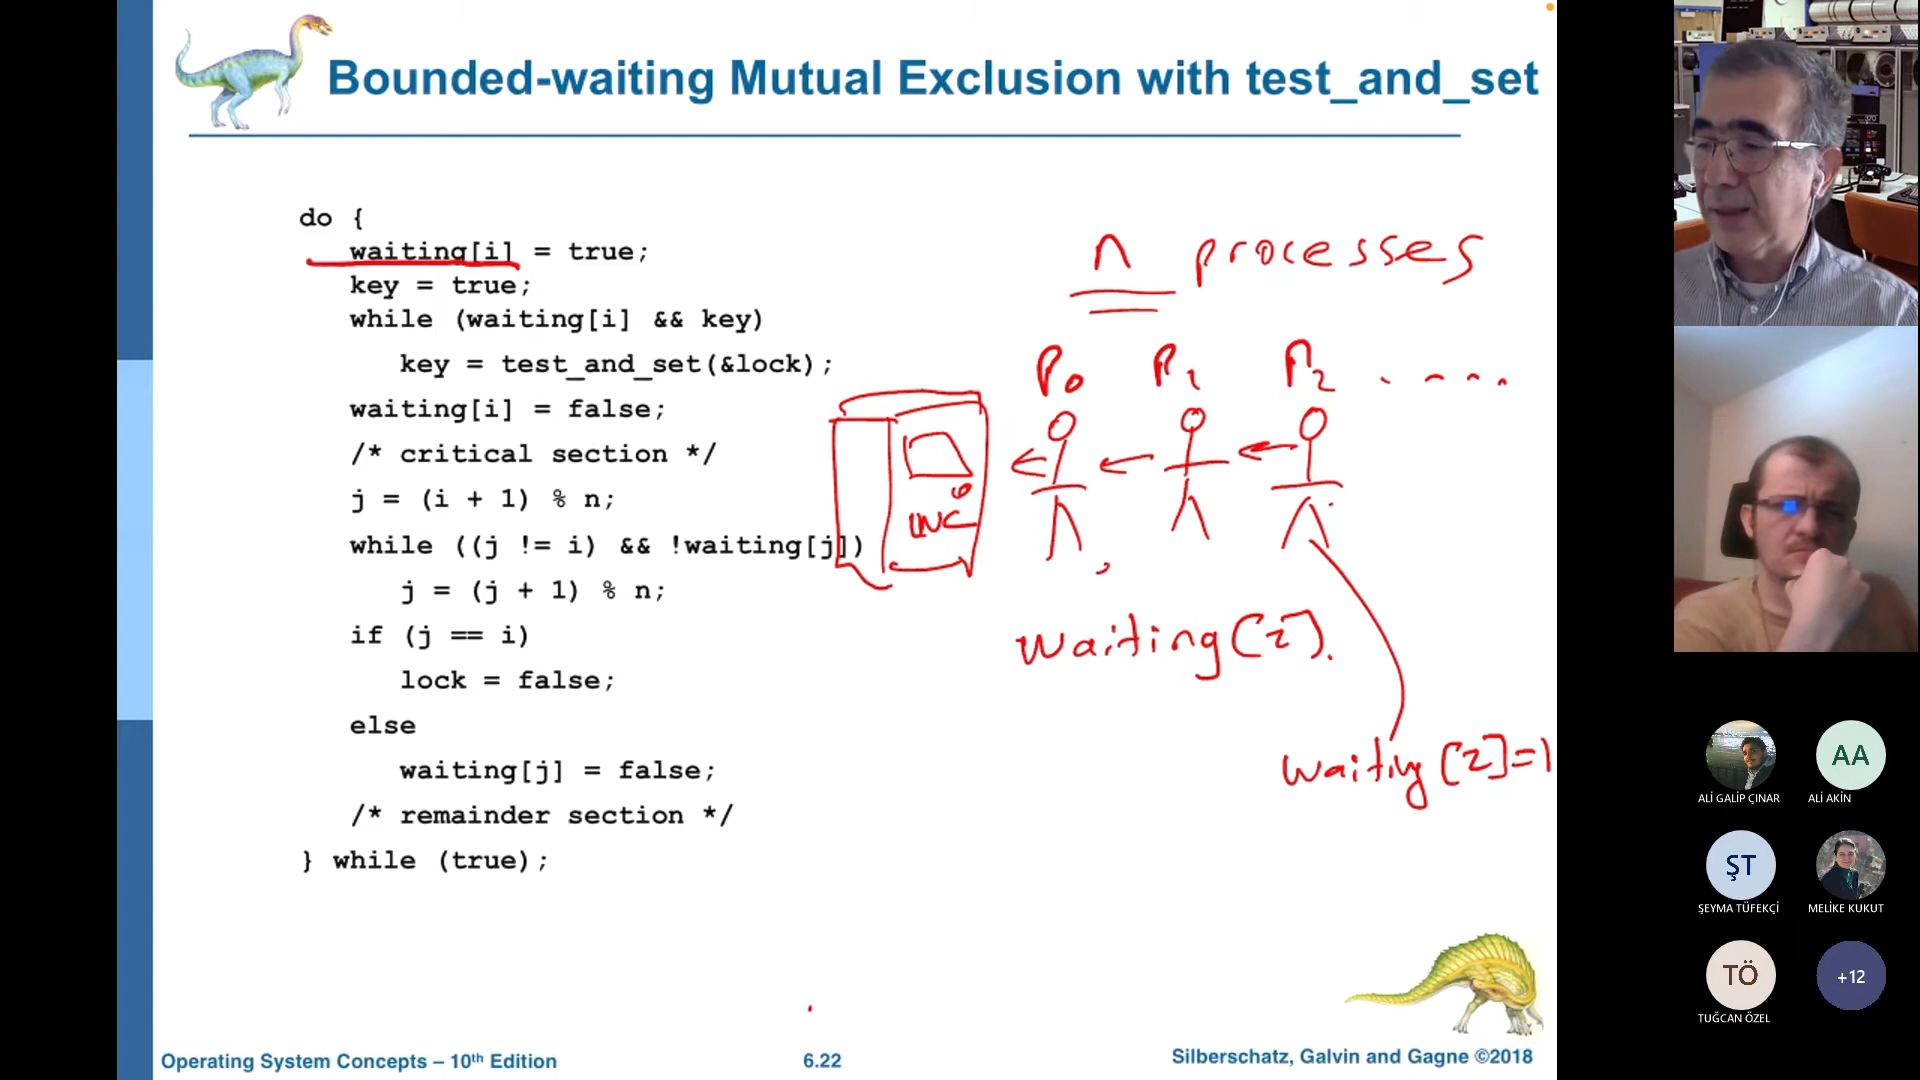 Bounded-waiting Mutual Exclusion with test_and_set
do {
waiting[i] = true;
key = true;
while (waiting[i] && key)
key = test_and_set(&lock);
waiting[i] = false;
/* critical section */
j = (i + 1) % n;
while ((j != i) && !waiting[j])
j = (j + 1) % n;
if (j == i)
lock = false;
else
waiting[j] = false;
/* remainder section */
} while (true);
n processes
P0 P1 P2 . . . .
WC
waiting[i].
waiting[2]=1
Operating System Concepts – 10th Edition
6.22
Silberschatz, Galvin and Gagne ©2018
AA
ALİ GALİP ÇINAR
ALİ AKİN
ŞT
ŞEYMA TÜFEKÇİ
MELİKE KUKUT
TÖ
+12
TUĞCAN ÖZEL